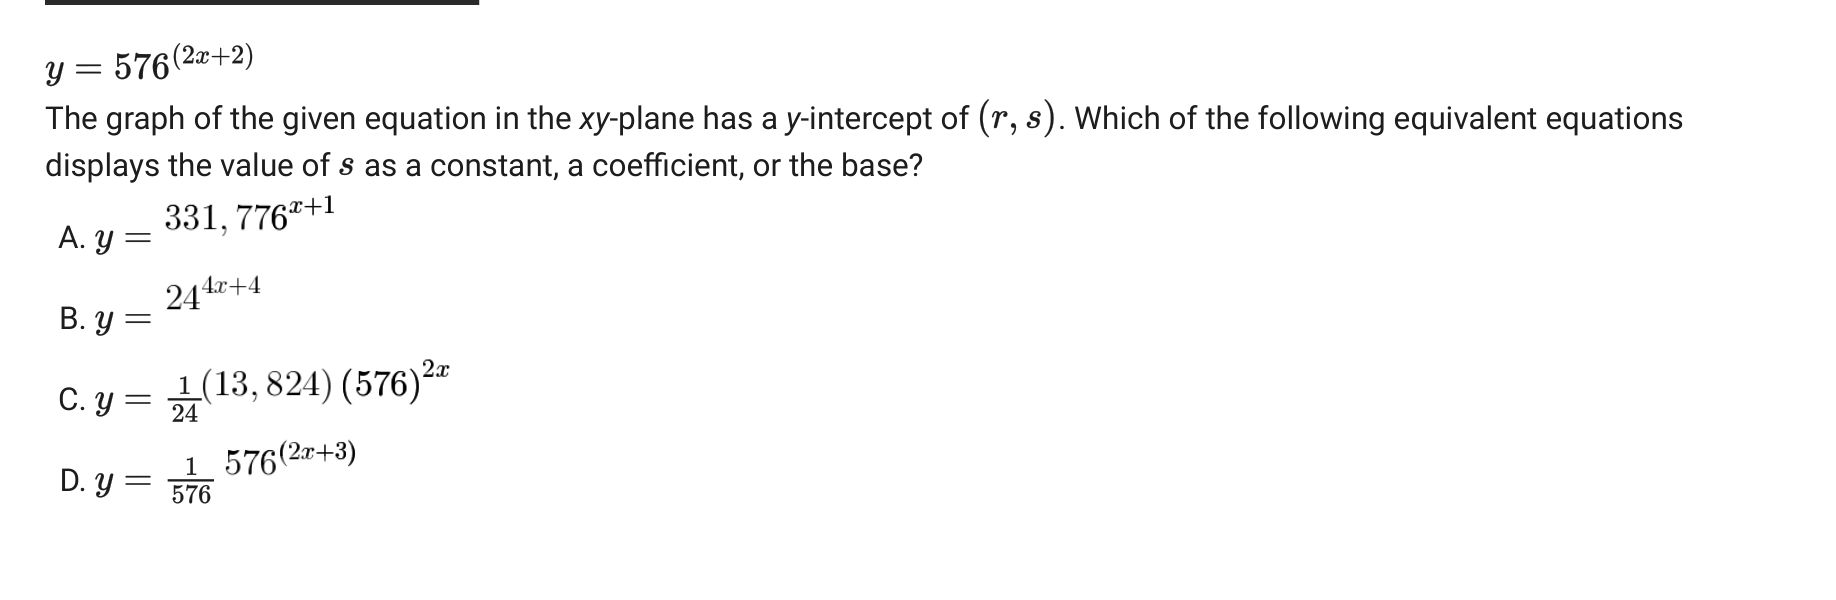 y = 576^(2x+2)
The graph of the given equation in the xy-plane has a y-intercept of (r, s). Which of the following equivalent equations
displays the value of s as a constant, a coefficient, or the base?
A. y = 331,776^{x+1}
B. y = 24^{4x+4}
C. y = \frac{1}{24}(13,824)(576)^{2x}
D. y = \frac{1}{576} 576^{(2x+3)}